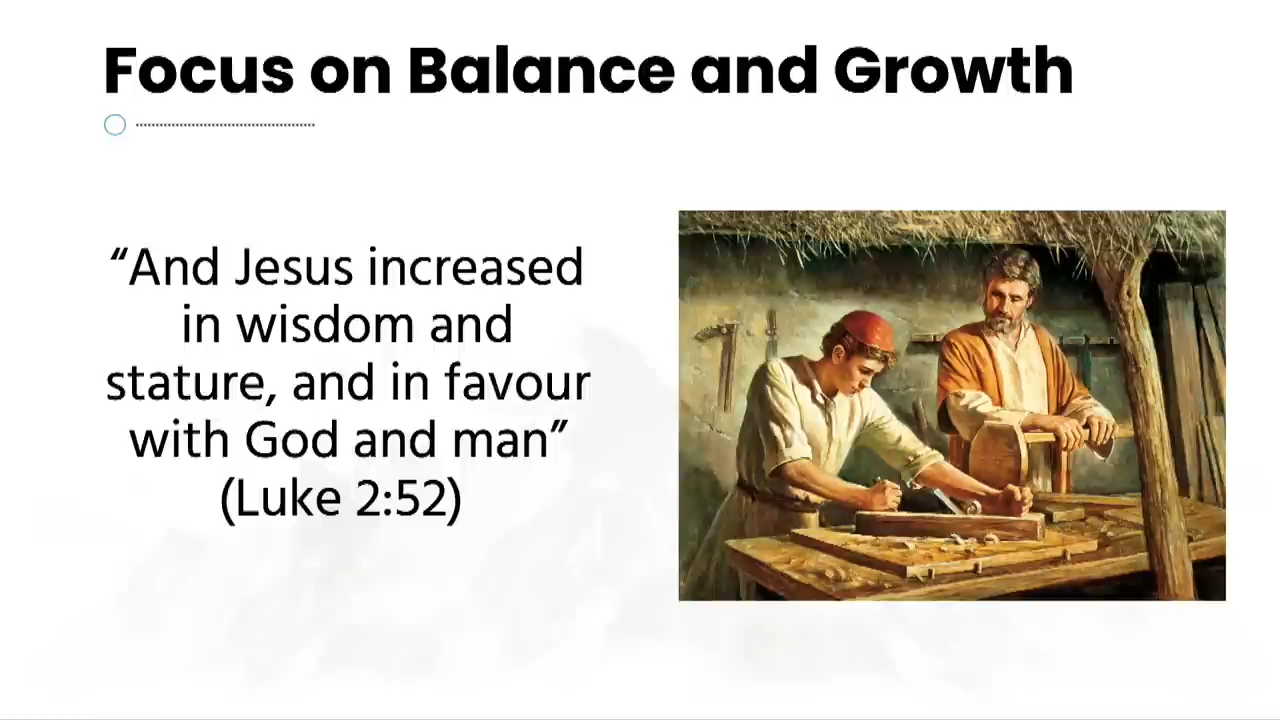 Focus on Balance and Growth
“And Jesus increased
in wisdom and
stature, and in favour
with God and man”
(Luke 2:52)